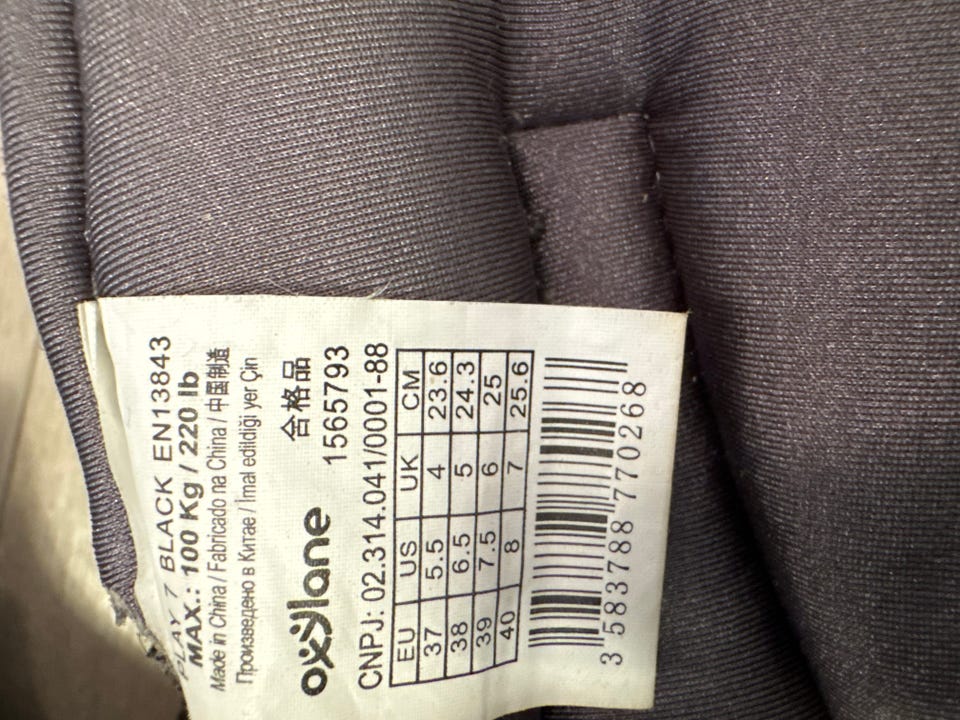 PLAY 7 BLACK EN13843
MAX.: 100 Kg / 220 lb
Made in China / Fabricado na China / 中国制造
Произведено в Китае / İmal edildiği yer Çin
oxylane 合格品
1565793
CNPJ: 02.314.041/0001-88
EU US UK CM
37 5.5 4 23.6
38 6.5 5 24.3
39 7.5 6 25
40 8 7 25.6
3 583788 770268